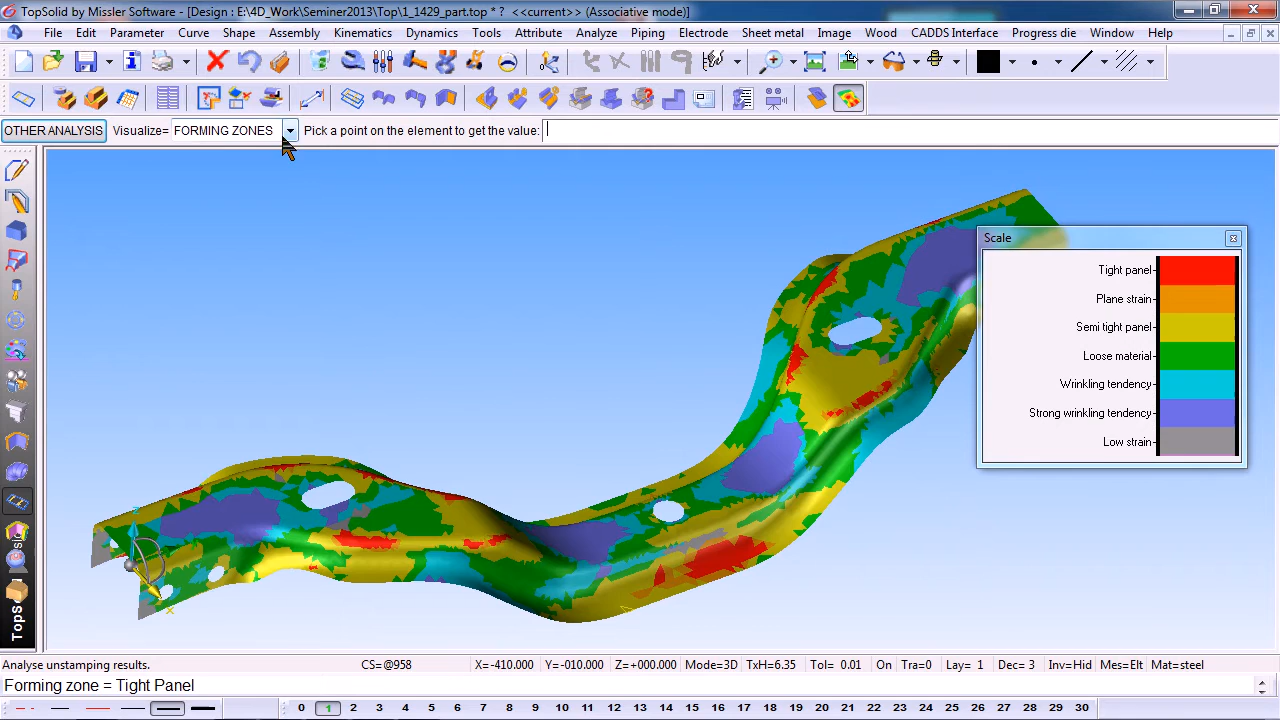 TopSolid by Missler Software - [Design : E:\4D_Work\Seminer2013\Top\1_1429_part.top * ? <<current>> (Associative mode)]
File Edit Parameter Curve Shape Assembly Kinematics Dynamics Tools Attribute Analyze Piping Electrode Sheet metal Image Wood CADDS Interface Progress die Window Help
OTHER ANALYSIS Visualize= FORMING ZONES Pick a point on the element to get the value:
Scale
Tight panel
Plane strain
Semi tight panel
Loose material
Wrinkling tendency
Strong wrinkling tendency
Low strain
Z
X
Analyse unstamping results. CS=@958 X=-410.000 Y=-010.000 Z=+000.000 Mode=3D TxH=6.35 Tol= 0.01 On Tra=0 Lay= 1 Dec= 3 Inv=Hid Mes=Elt Mat=steel
Forming zone = Tight Panel
0 1 2 3 4 5 6 7 8 9 10 11 12 13 14 15 16 17 18 19 20 21 22 23 24 25 26 27 28 29 30